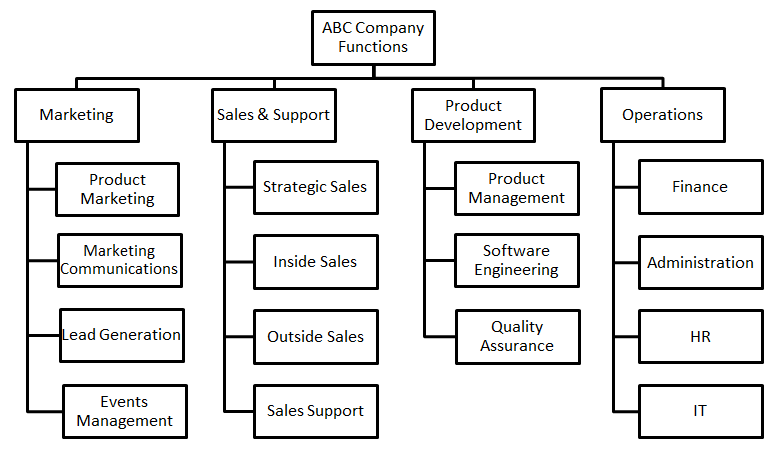 ABC Company
Functions
Marketing
Sales & Support
Product
Development
Operations
Product
Marketing
Strategic Sales
Product
Management
Finance
Marketing
Communications
Inside Sales
Software
Engineering
Administration
Lead Generation
Outside Sales
Quality
Assurance
HR
Events
Management
Sales Support
IT